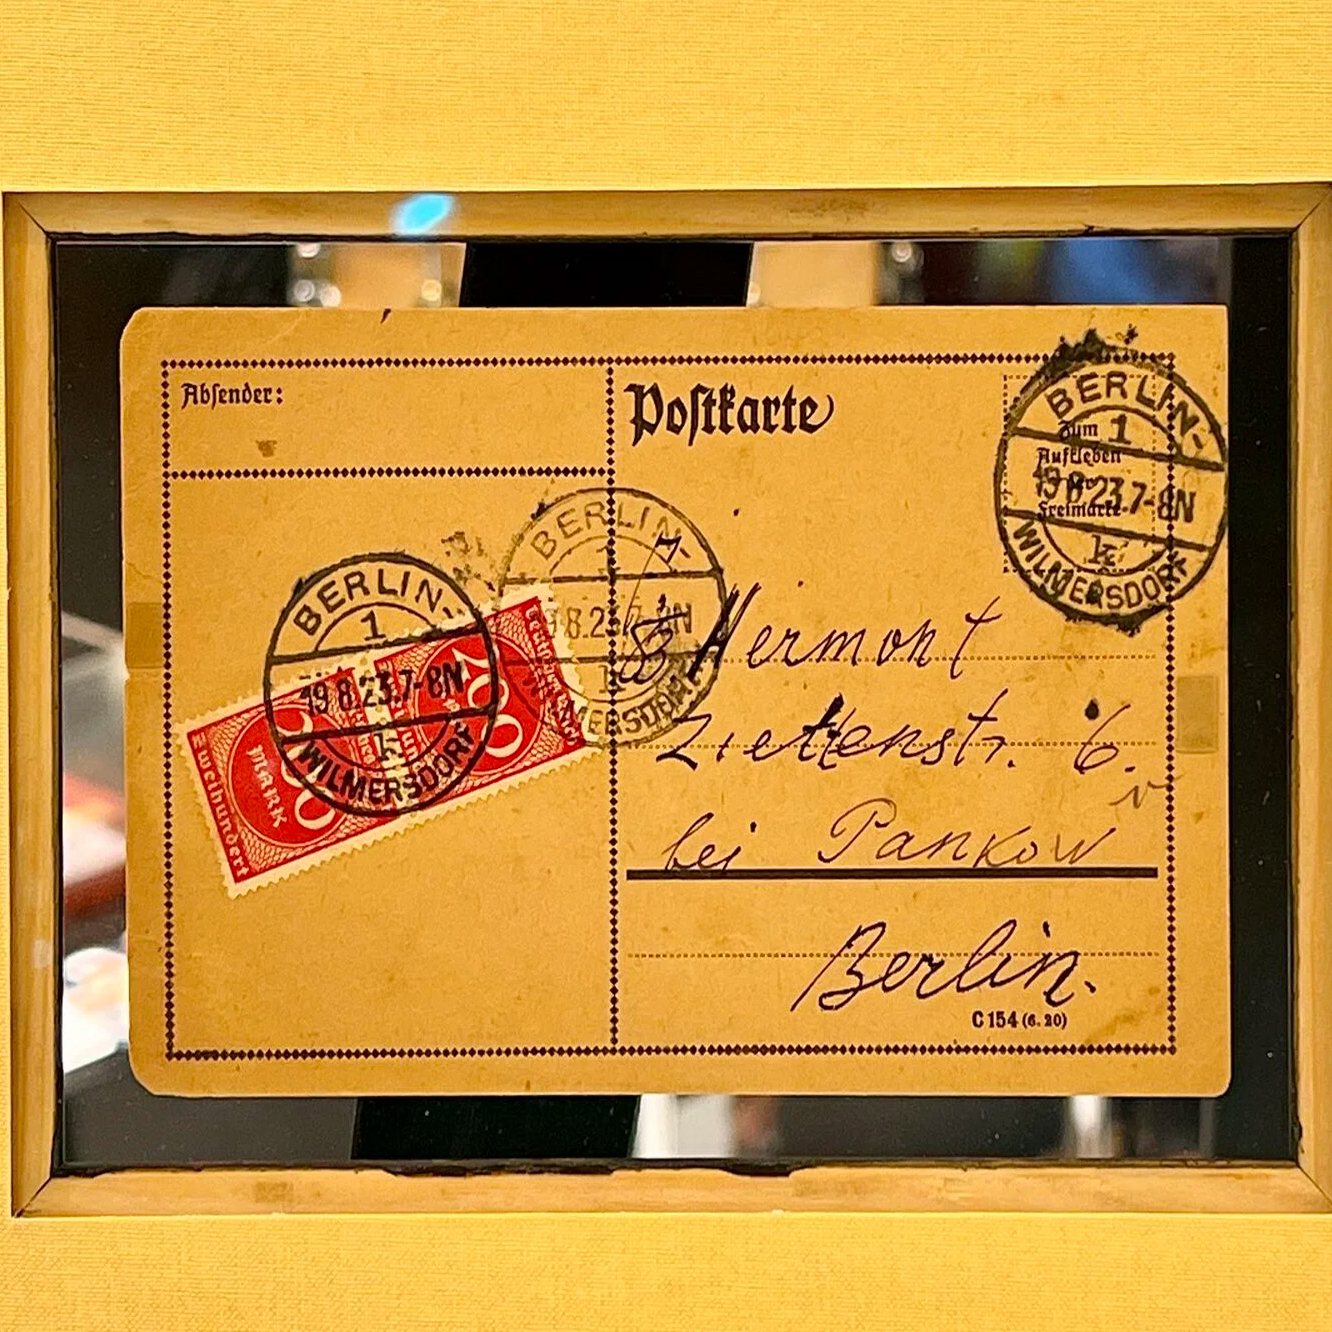 Absender:
Postkarte
Zum
Aufkleben
der
Freimarke
BERLIN-
1
19.8.23.7-8N
k
WILMERSDORF
BERLIN-
1
19.8.23.7-8N
k
WILMERSDORF
BERLIN-
1
8.23.7-8N
WILMERSDORF
200
MARK
Zweihundert
200
Hermont
Zietenstr. 6.
bei Pankow
Berlin.
C 154 (6. 20)